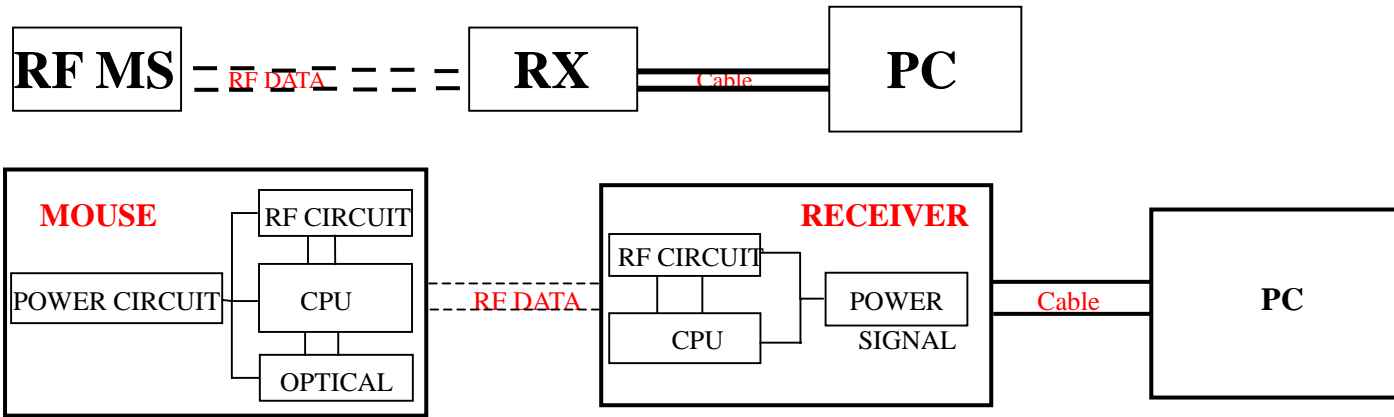 RF MS
RF DATA
RX
Cable
PC
MOUSE
RF CIRCUIT
POWER CIRCUIT
CPU
OPTICAL
RF DATA
RECEIVER
RF CIRCUIT
CPU
POWER
SIGNAL
Cable
PC